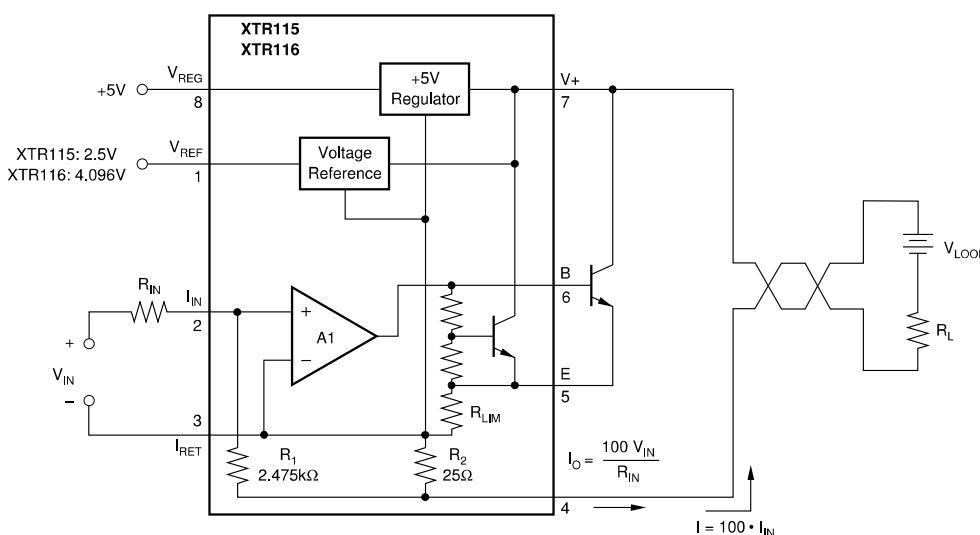 XTR115
XTR116
V_REG
+5V
8
+5V
Regulator
V+
7
XTR115: 2.5V
XTR116: 4.096V
V_REF
1
Voltage
Reference
R_IN
I_IN
2
+
A1
–
B
6
V_LOOP
R_L
+
V_IN
–
3
I_RET
R_LIM
E
5
R_1
2.475kΩ
R_2
25Ω
I_O = 100 V_IN
R_IN
4
I = 100 • I_IN